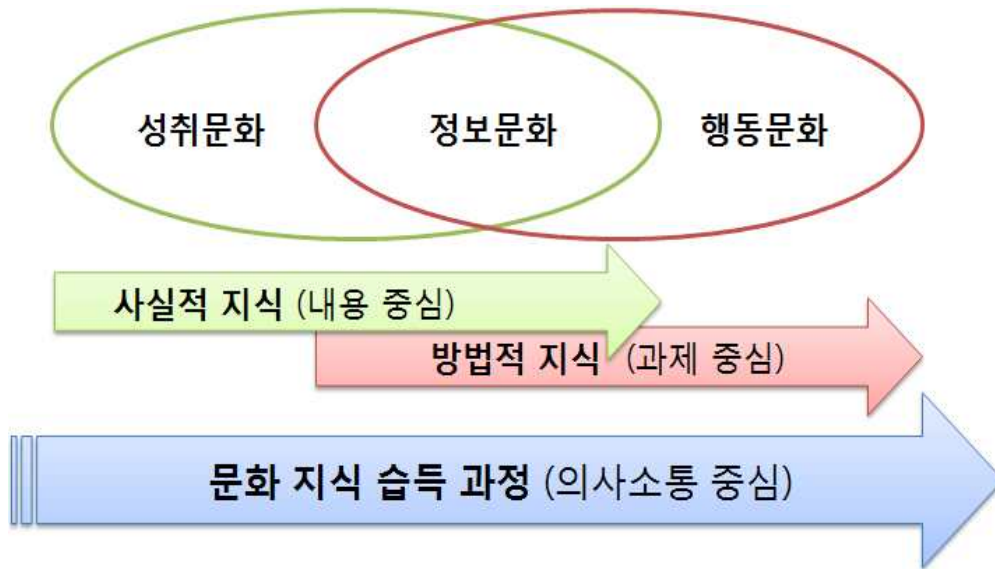 성취문화
정보문화
행동문화
사실적 지식 (내용 중심)
방법적 지식 (과제 중심)
문화 지식 습득 과정 (의사소통 중심)